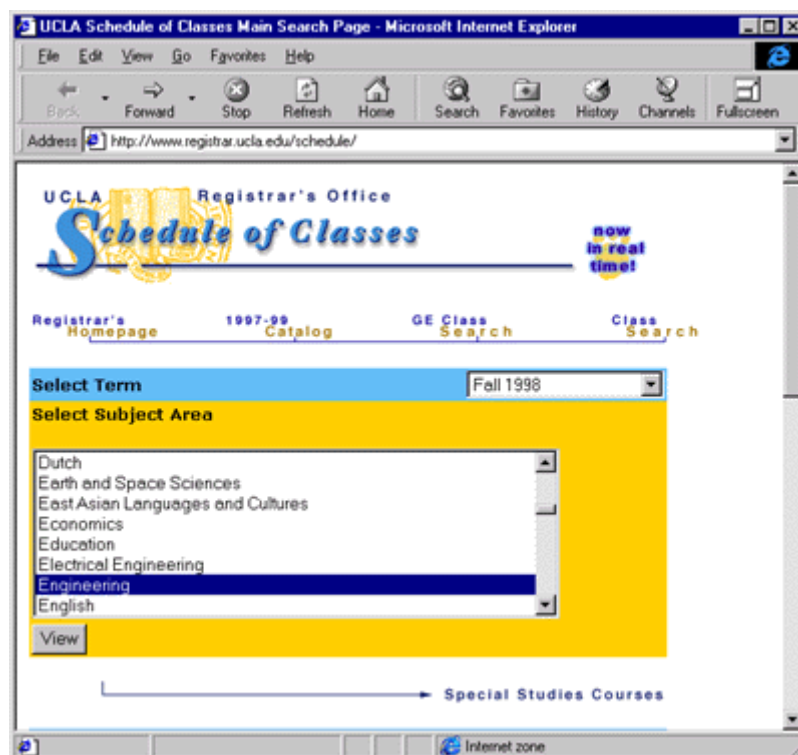 UCLA Schedule of Classes Main Search Page - Microsoft Internet Explorer
File Edit View Go Favorites Help
Back Forward Stop Refresh Home Search Favorites History Channels Fullscreen
Address http://www.registrar.ucla.edu/schedule/
UCLA Registrar's Office
Schedule of Classes
now
in real
time!
Registrar's Homepage 1997-99 Catalog GE Class Search Class Search
Select Term Fall 1998
Select Subject Area
Dutch
Earth and Space Sciences
East Asian Languages and Cultures
Economics
Education
Electrical Engineering
Engineering
English
View
Special Studies Courses
Internet zone